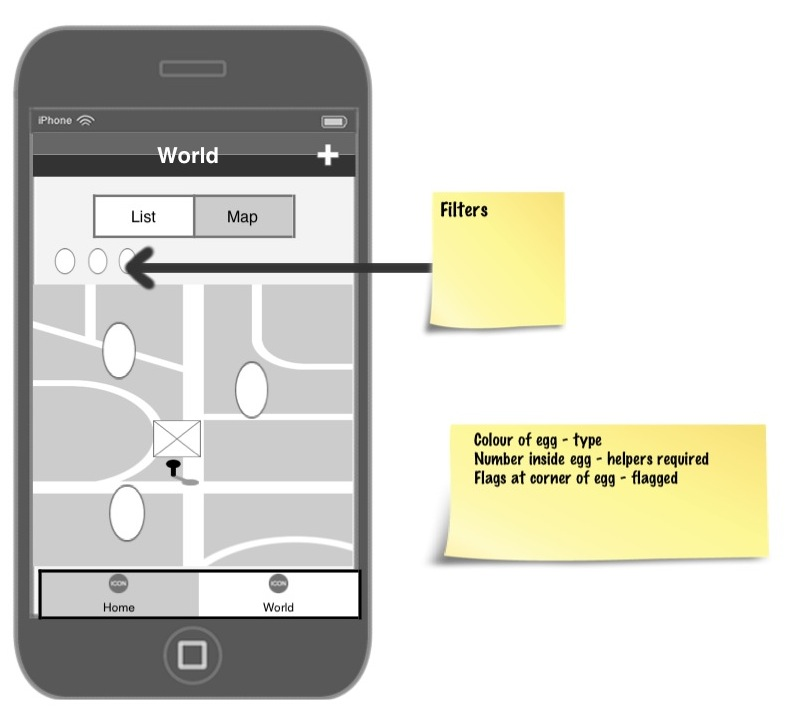 iPhone
World
List
Map
Filters
Colour of egg - type
Number inside egg - helpers required
Flags at corner of egg - flagged
ICON
Home
ICON
World